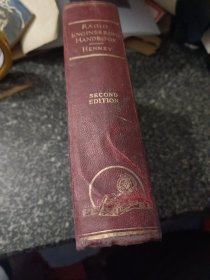 RADIO
ENGINEERING
HANDBOOK
HENNEY
SECOND
EDITION